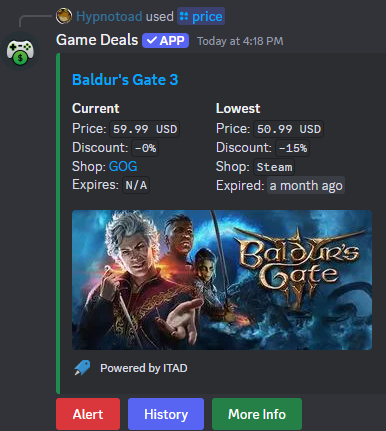 Hypnotoad used price
Game Deals ✓ APP Today at 4:18 PM
Baldur's Gate 3
Current
Price: 59.99 USD
Discount: -0%
Shop: GOG
Expires: N/A
Lowest
Price: 50.99 USD
Discount: -15%
Shop: Steam
Expired: a month ago
BALDUR'S
GATE
Powered by ITAD
Alert History More Info